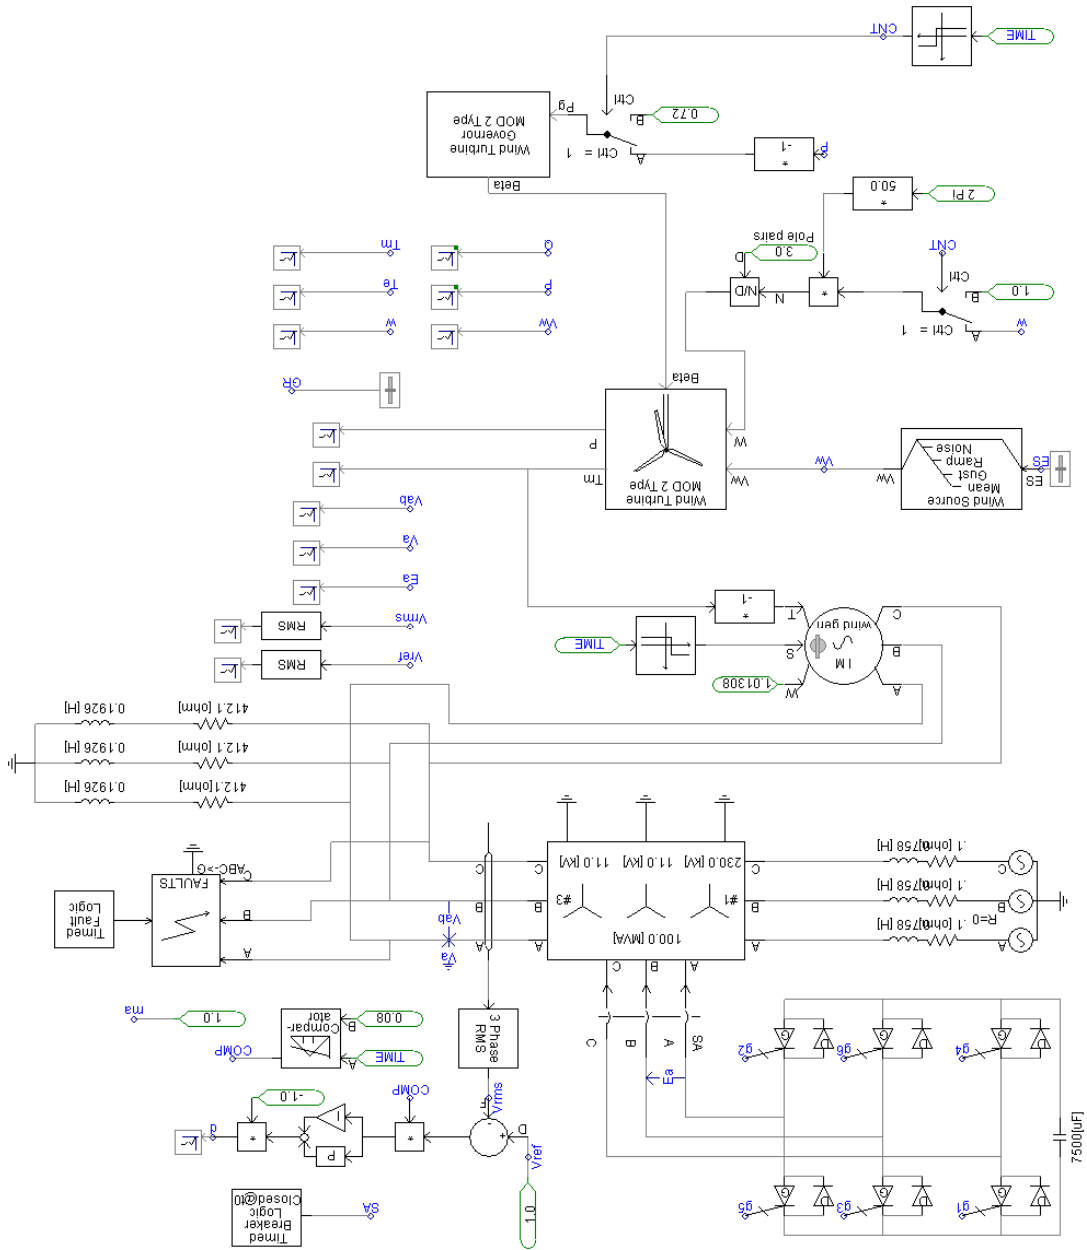 1.0
SA
Timed
Breaker
Logic
Closed@t0
g1
g3
g5
D
G
D
G
D
G
7500[uF]
Vref
D
+
-
F
Vrms
*
COMP
P
I
*
-1.0
d
g4
g6
g2
D
G
D
G
D
G
Ea
3 Phase
RMS
TIME
0.08
A
B
Compar-
ator
COMP
1.0
ma
SA
A
B
C
A
B
C
R=0
A
B
C
.1 [ohm]
.0758 [H]
.1 [ohm]
.0758 [H]
.1 [ohm]
.0758 [H]
A
B
C
#1
#3
100.0 [MVA]
230.0 [kV]
11.0 [kV]
11.0 [kV]
A
B
C
Va
Vab
A
B
C
FAULTS
ABC->G
Timed
Fault
Logic
412.1 [ohm]
0.1926 [H]
412.1 [ohm]
0.1926 [H]
412.1 [ohm]
0.1926 [H]
A
B
C
I M
wind gen
W
S
T
1.01308
TIME
*
-1
Vref
RMS
Vrms
RMS
Ea
Va
Vab
ES
ES
Wind Source
Mean
Gust
Ramp
Noise
Vw
Vw
Vw
W
Wind Turbine
MOD 2 Type
Tm
P
Beta
GR
w
A
B
Ctrl = 1
Ctrl
1.0
CNT
*
N
N/D
D
3.0
Pole pairs
2 Pi
*
50.0
Vw
P
Q
w
Te
Tm
P
*
-1
A
B
Ctrl = 1
Ctrl
0.72
Pg
Beta
Wind Turbine
Governor
MOD 2 Type
TIME
CNT